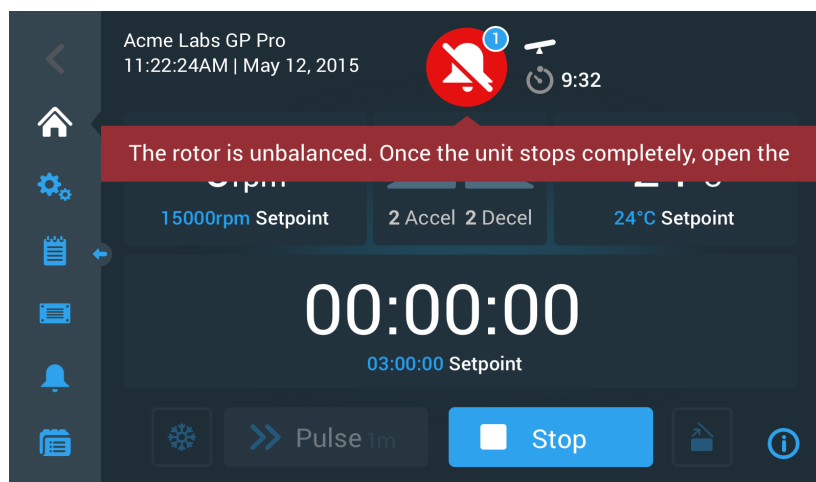 Acme Labs GP Pro
11:22:24AM | May 12, 2015
1
9:32
The rotor is unbalanced. Once the unit stops completely, open the
15000rpm Setpoint
2 Accel 2 Decel
24°C Setpoint
00:00:00
03:00:00 Setpoint
Pulse 1m
Stop